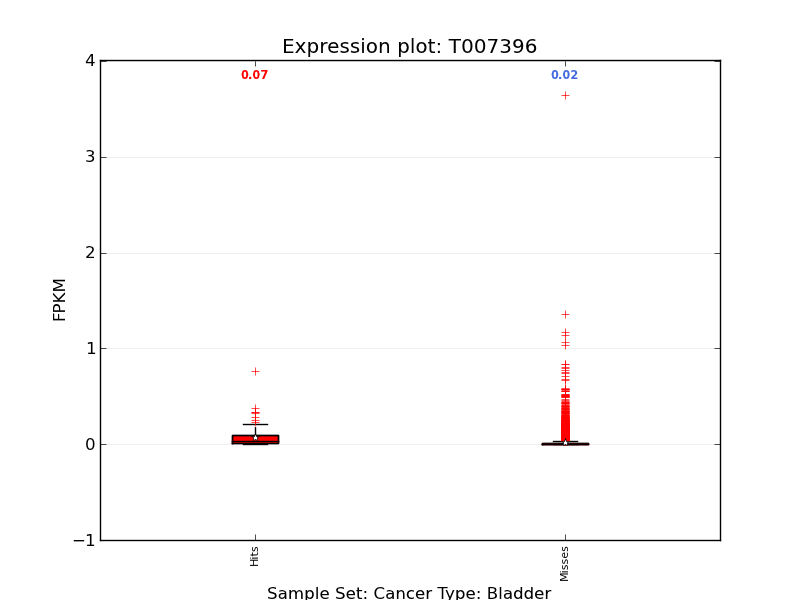 Expression plot: T007396
0.07
0.02
4
3
2
1
0
−1
FPKM
Hits
Misses
Sample Set: Cancer Type: Bladder